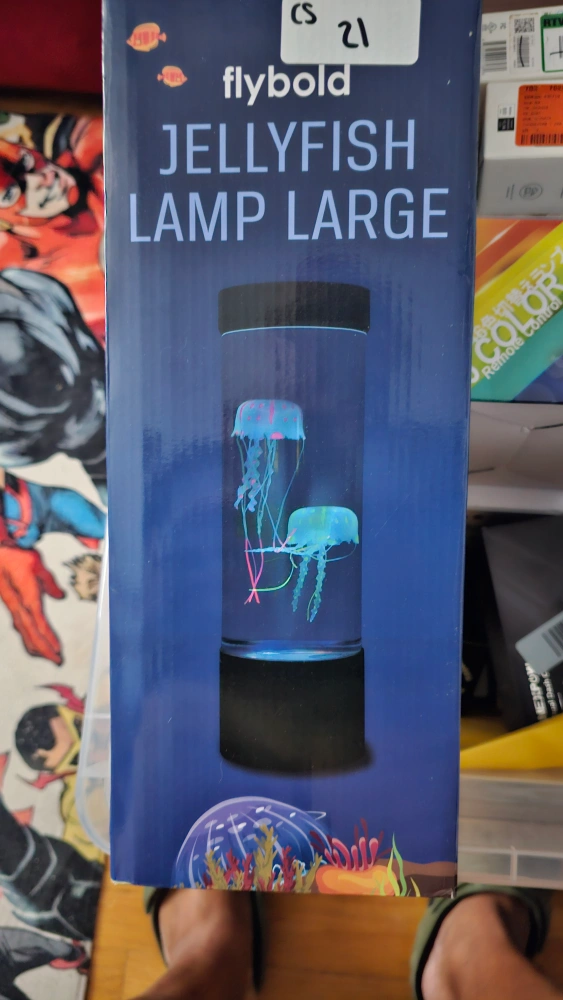 CS
21
flybold
JELLYFISH
LAMP LARGE
COLOR
Remote Control